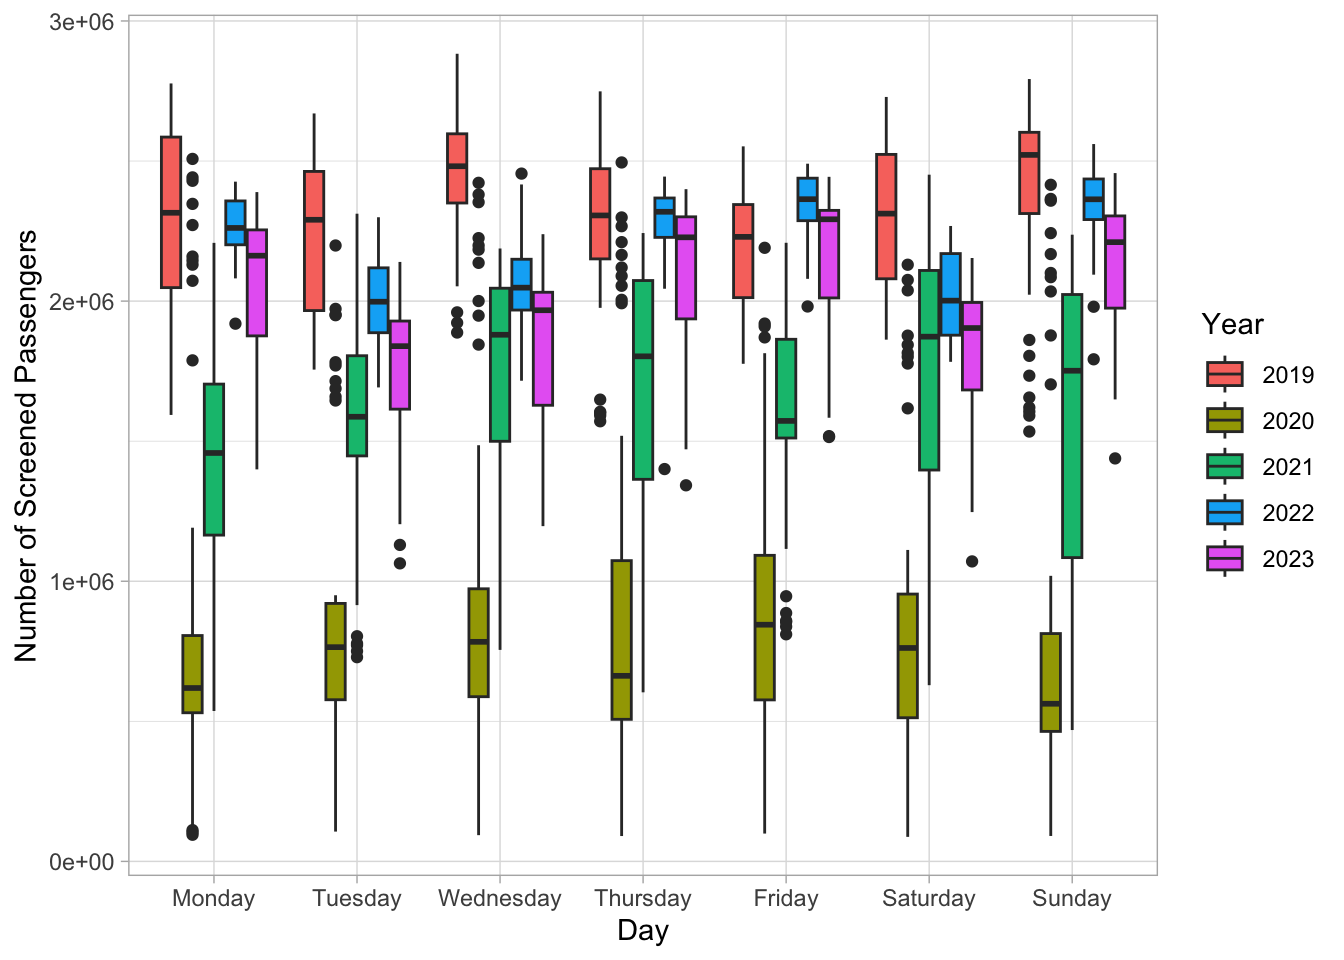 3e+06
2e+06
1e+06
0e+00
Number of Screened Passengers
Monday Tuesday Wednesday Thursday Friday Saturday Sunday
Day
Year
2019
2020
2021
2022
2023